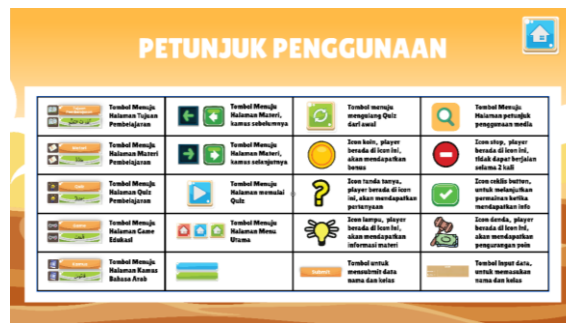 PETUNJUK PENGGUNAAN
Tombol Menuju
Halaman Tujuan
Pembelajaran
Tombol Menuju
Halaman Materi,
kamus sebelumnya
Tombol menuju
mengulang Quiz
dari awal
Tombol Menuju
Halaman petunjuk
penggunaan media
Tombol Menuju
Halaman Materi
Pembelajaran
Tombol Menuju
Halaman Materi,
kamus selanjutnya
Icon koin, player
berada di icon ini,
akan mendapatkan
bonus
Icon stop, player
berada di icon ini,
tidak dapat berjalan
selama 2 kali
Tombol Menuju
Halaman Quiz
Pembelajaran
Tombol Menuju
Halaman memulai
Quiz
Icon tanda tanya,
player berada di icon
ini, akan mendapatkan
pertanyaan
Icon ceklis button,
untuk melanjutkan
permainan ketika
mendapatkan info
Tombol Menuju
Halaman Game
Edukasi
Tombol Menuju
Halaman Menu
Utama
Icon lampu, player
berada di icon ini,
akan mendapatkan
informasi materi
Icon denda, player
berada di icon ini,
akan mendapatkan
pengurangan poin
Tombol Menuju
Halaman Kamus
Bahasa Arab
Submit
Tombol untuk
mensubmit data
nama dan kelas
Tombol input data,
untuk memasukan
nama dan kelas